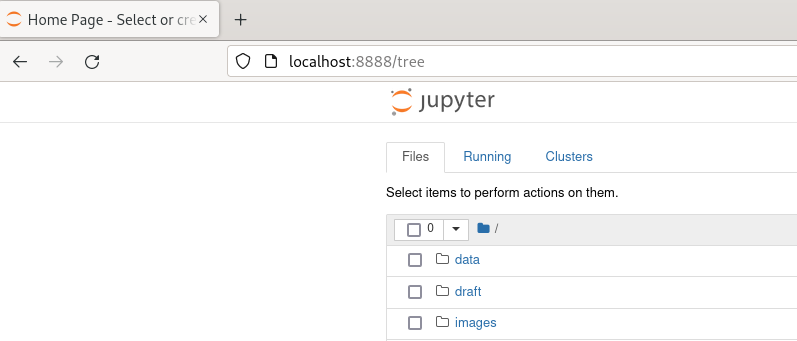 Home Page - Select or cre
localhost:8888/tree
jupyter
Files Running Clusters
Select items to perform actions on them.
0 /
data
draft
images